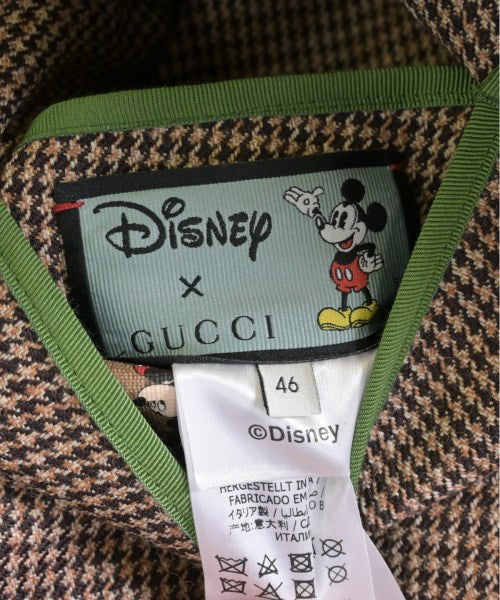 Disney
×
GUCCI
46
©Disney
HERGESTELLT IN
FABRICADO EM
イタリア製 /
产地:意大利 /
ИТАЛИ